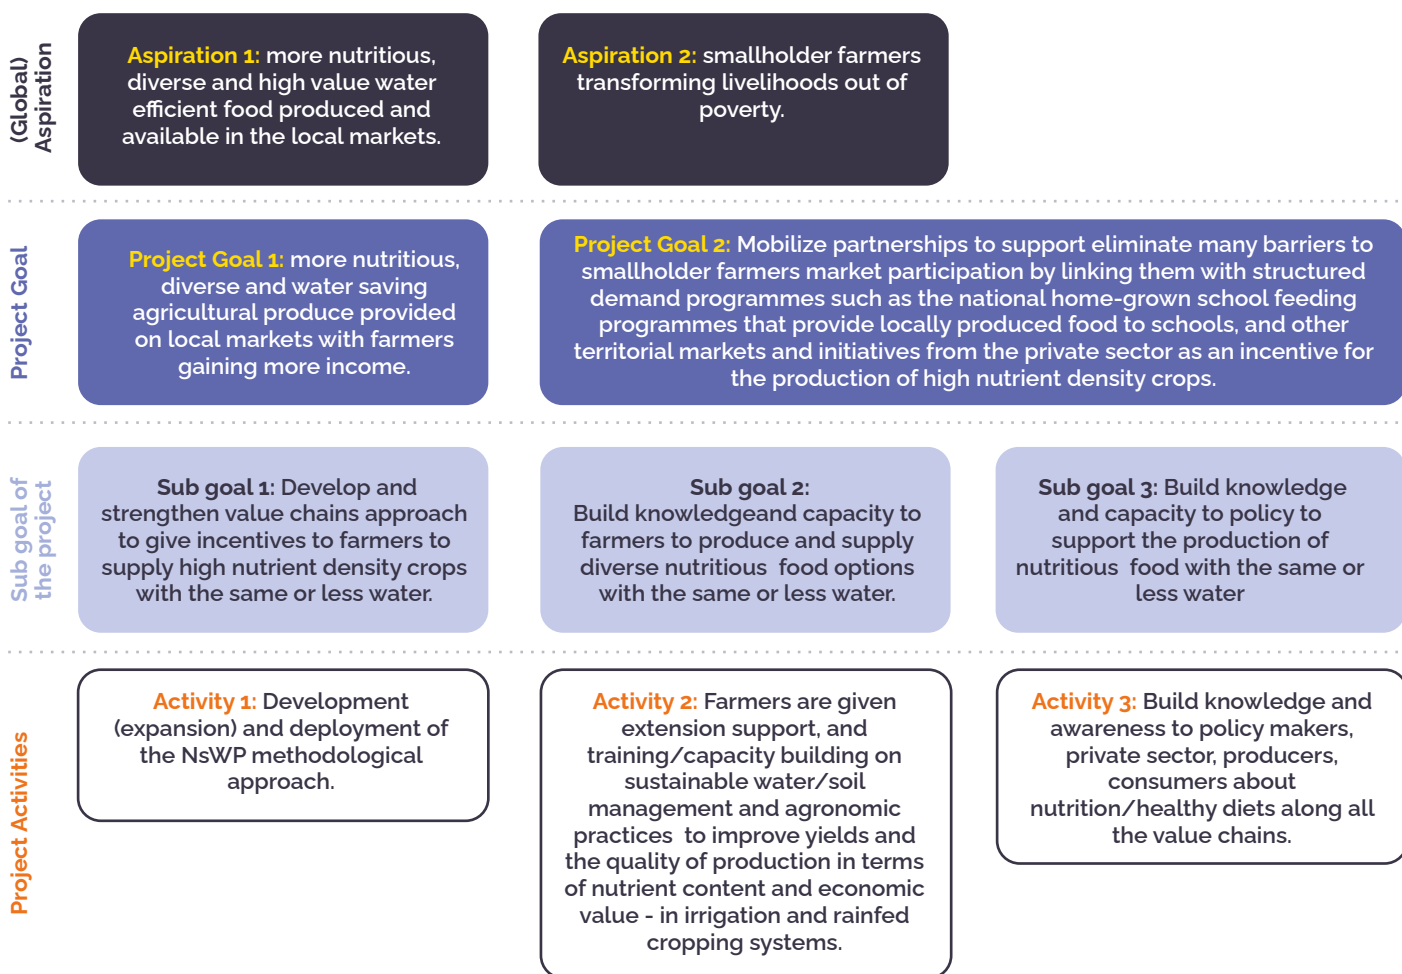 (Global)
Aspiration
Aspiration 1: more nutritious,
diverse and high value water
efficient food produced and
available in the local markets.
Aspiration 2: smallholder farmers
transforming livelihoods out of
poverty.
Project Goal
Project Goal 1: more nutritious,
diverse and water saving
agricultural produce provided
on local markets with farmers
gaining more income.
Project Goal 2: Mobilize partnerships to support eliminate many barriers to
smallholder farmers market participation by linking them with structured
demand programmes such as the national home-grown school feeding
programmes that provide locally produced food to schools, and other
territorial markets and initiatives from the private sector as an incentive for
the production of high nutrient density crops.
Sub goal of
the project
Sub goal 1: Develop and
strengthen value chains approach
to give incentives to farmers to
supply high nutrient density crops
with the same or less water.
Sub goal 2:
Build knowledgeand capacity to
farmers to produce and supply
diverse nutritious  food options
with the same or less water.
Sub goal 3: Build knowledge
and capacity to policy to
support the production of
nutritious  food with the same or
less water
Project Activities
Activity 1: Development
(expansion) and deployment of
the NsWP methodological
approach.
Activity 2: Farmers are given
extension support, and
training/capacity building on
sustainable water/soil
management and agronomic
practices  to improve yields and
the quality of production in terms
of nutrient content and economic
value - in irrigation and rainfed
cropping systems.
Activity 3: Build knowledge and
awareness to policy makers,
private sector, producers,
consumers about
nutrition/healthy diets along all
the value chains.